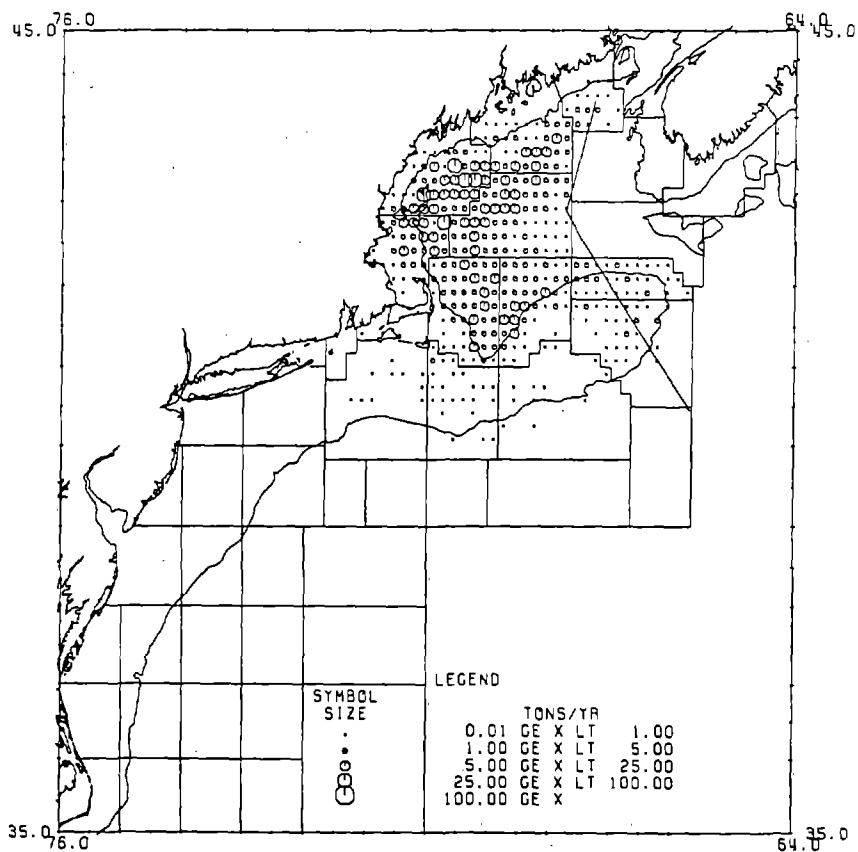 76.0 64.0
45.0 45.0
LEGEND
SYMBOL
SIZE
TONS/YR
0.01 GE X LT 1.00
1.00 GE X LT 5.00
5.00 GE X LT 25.00
25.00 GE X LT 100.00
100.00 GE X
35.0 35.0
76.0 64.0